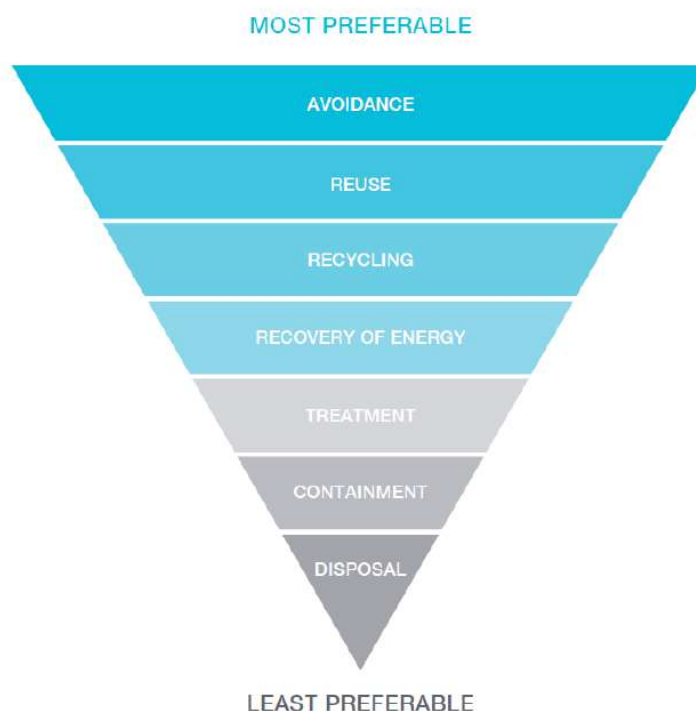 MOST PREFERABLE
AVOIDANCE
REUSE
RECYCLING
RECOVERY OF ENERGY
TREATMENT
CONTAINMENT
DISPOSAL
LEAST PREFERABLE